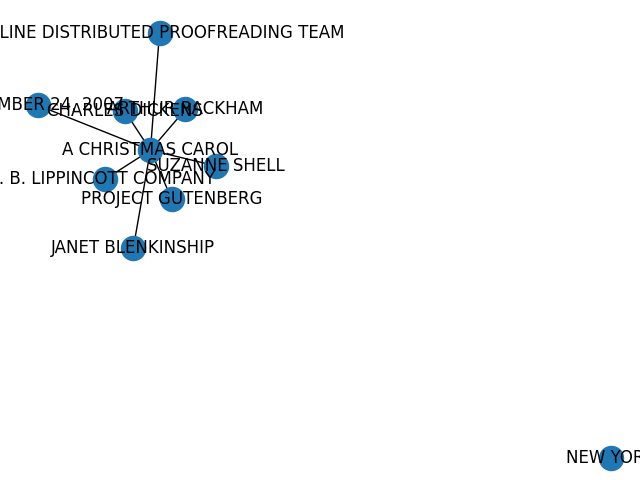 LINE DISTRIBUTED PROOFREADING TEAM
MBER 24, 2007
CHARLES DICKENS
ARTHUR RACKHAM
A CHRISTMAS CAROL
SUZANNE SHELL
. B. LIPPINCOTT COMPANY
PROJECT GUTENBERG
JANET BLENKINSHIP
NEW YOR